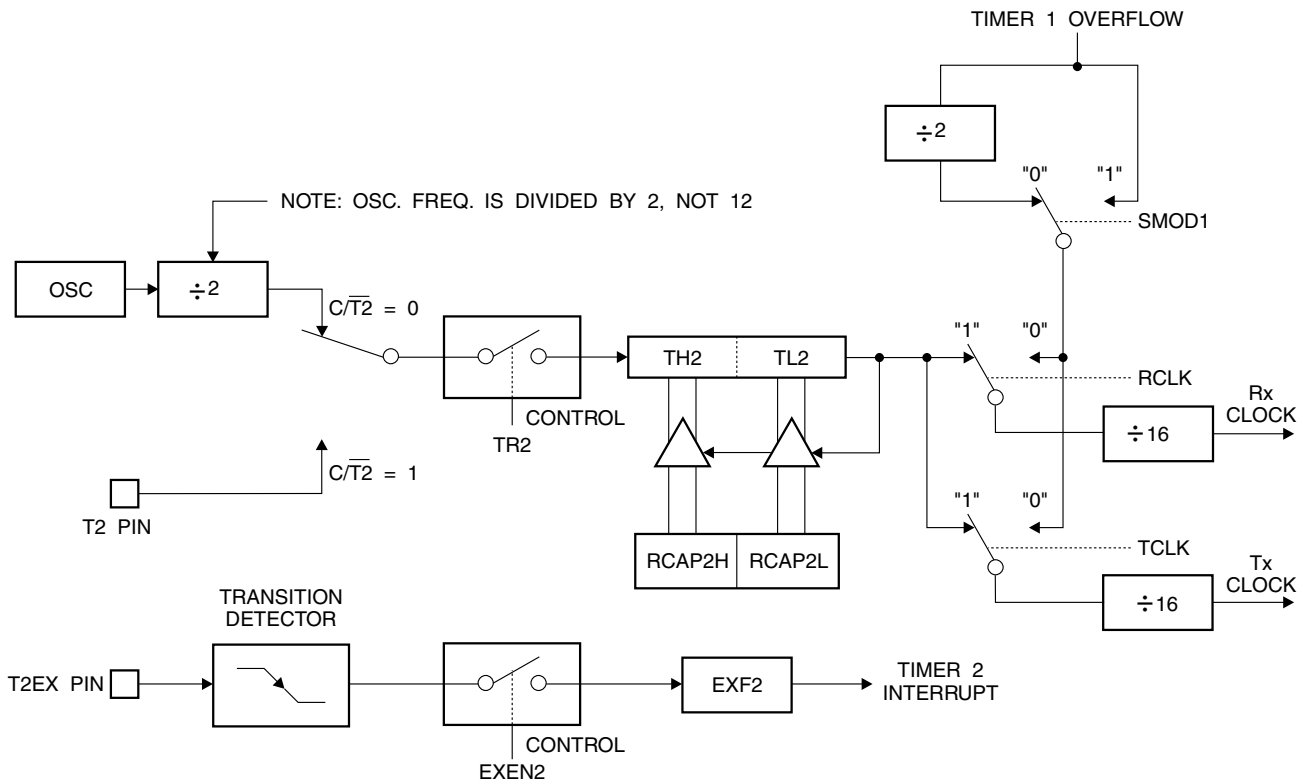 TIMER 1 OVERFLOW
÷2
"0"
"1"
SMOD1
NOTE: OSC. FREQ. IS DIVIDED BY 2, NOT 12
OSC
÷2
C/T2̅ = 0
TR2
CONTROL
TH2
TL2
"1"
"0"
RCLK
÷16
Rx
CLOCK
C/T2̅ = 1
T2 PIN
RCAP2H
RCAP2L
"1"
"0"
TCLK
÷16
Tx
CLOCK
TRANSITION
DETECTOR
T2EX PIN
CONTROL
EXEN2
EXF2
TIMER 2
INTERRUPT